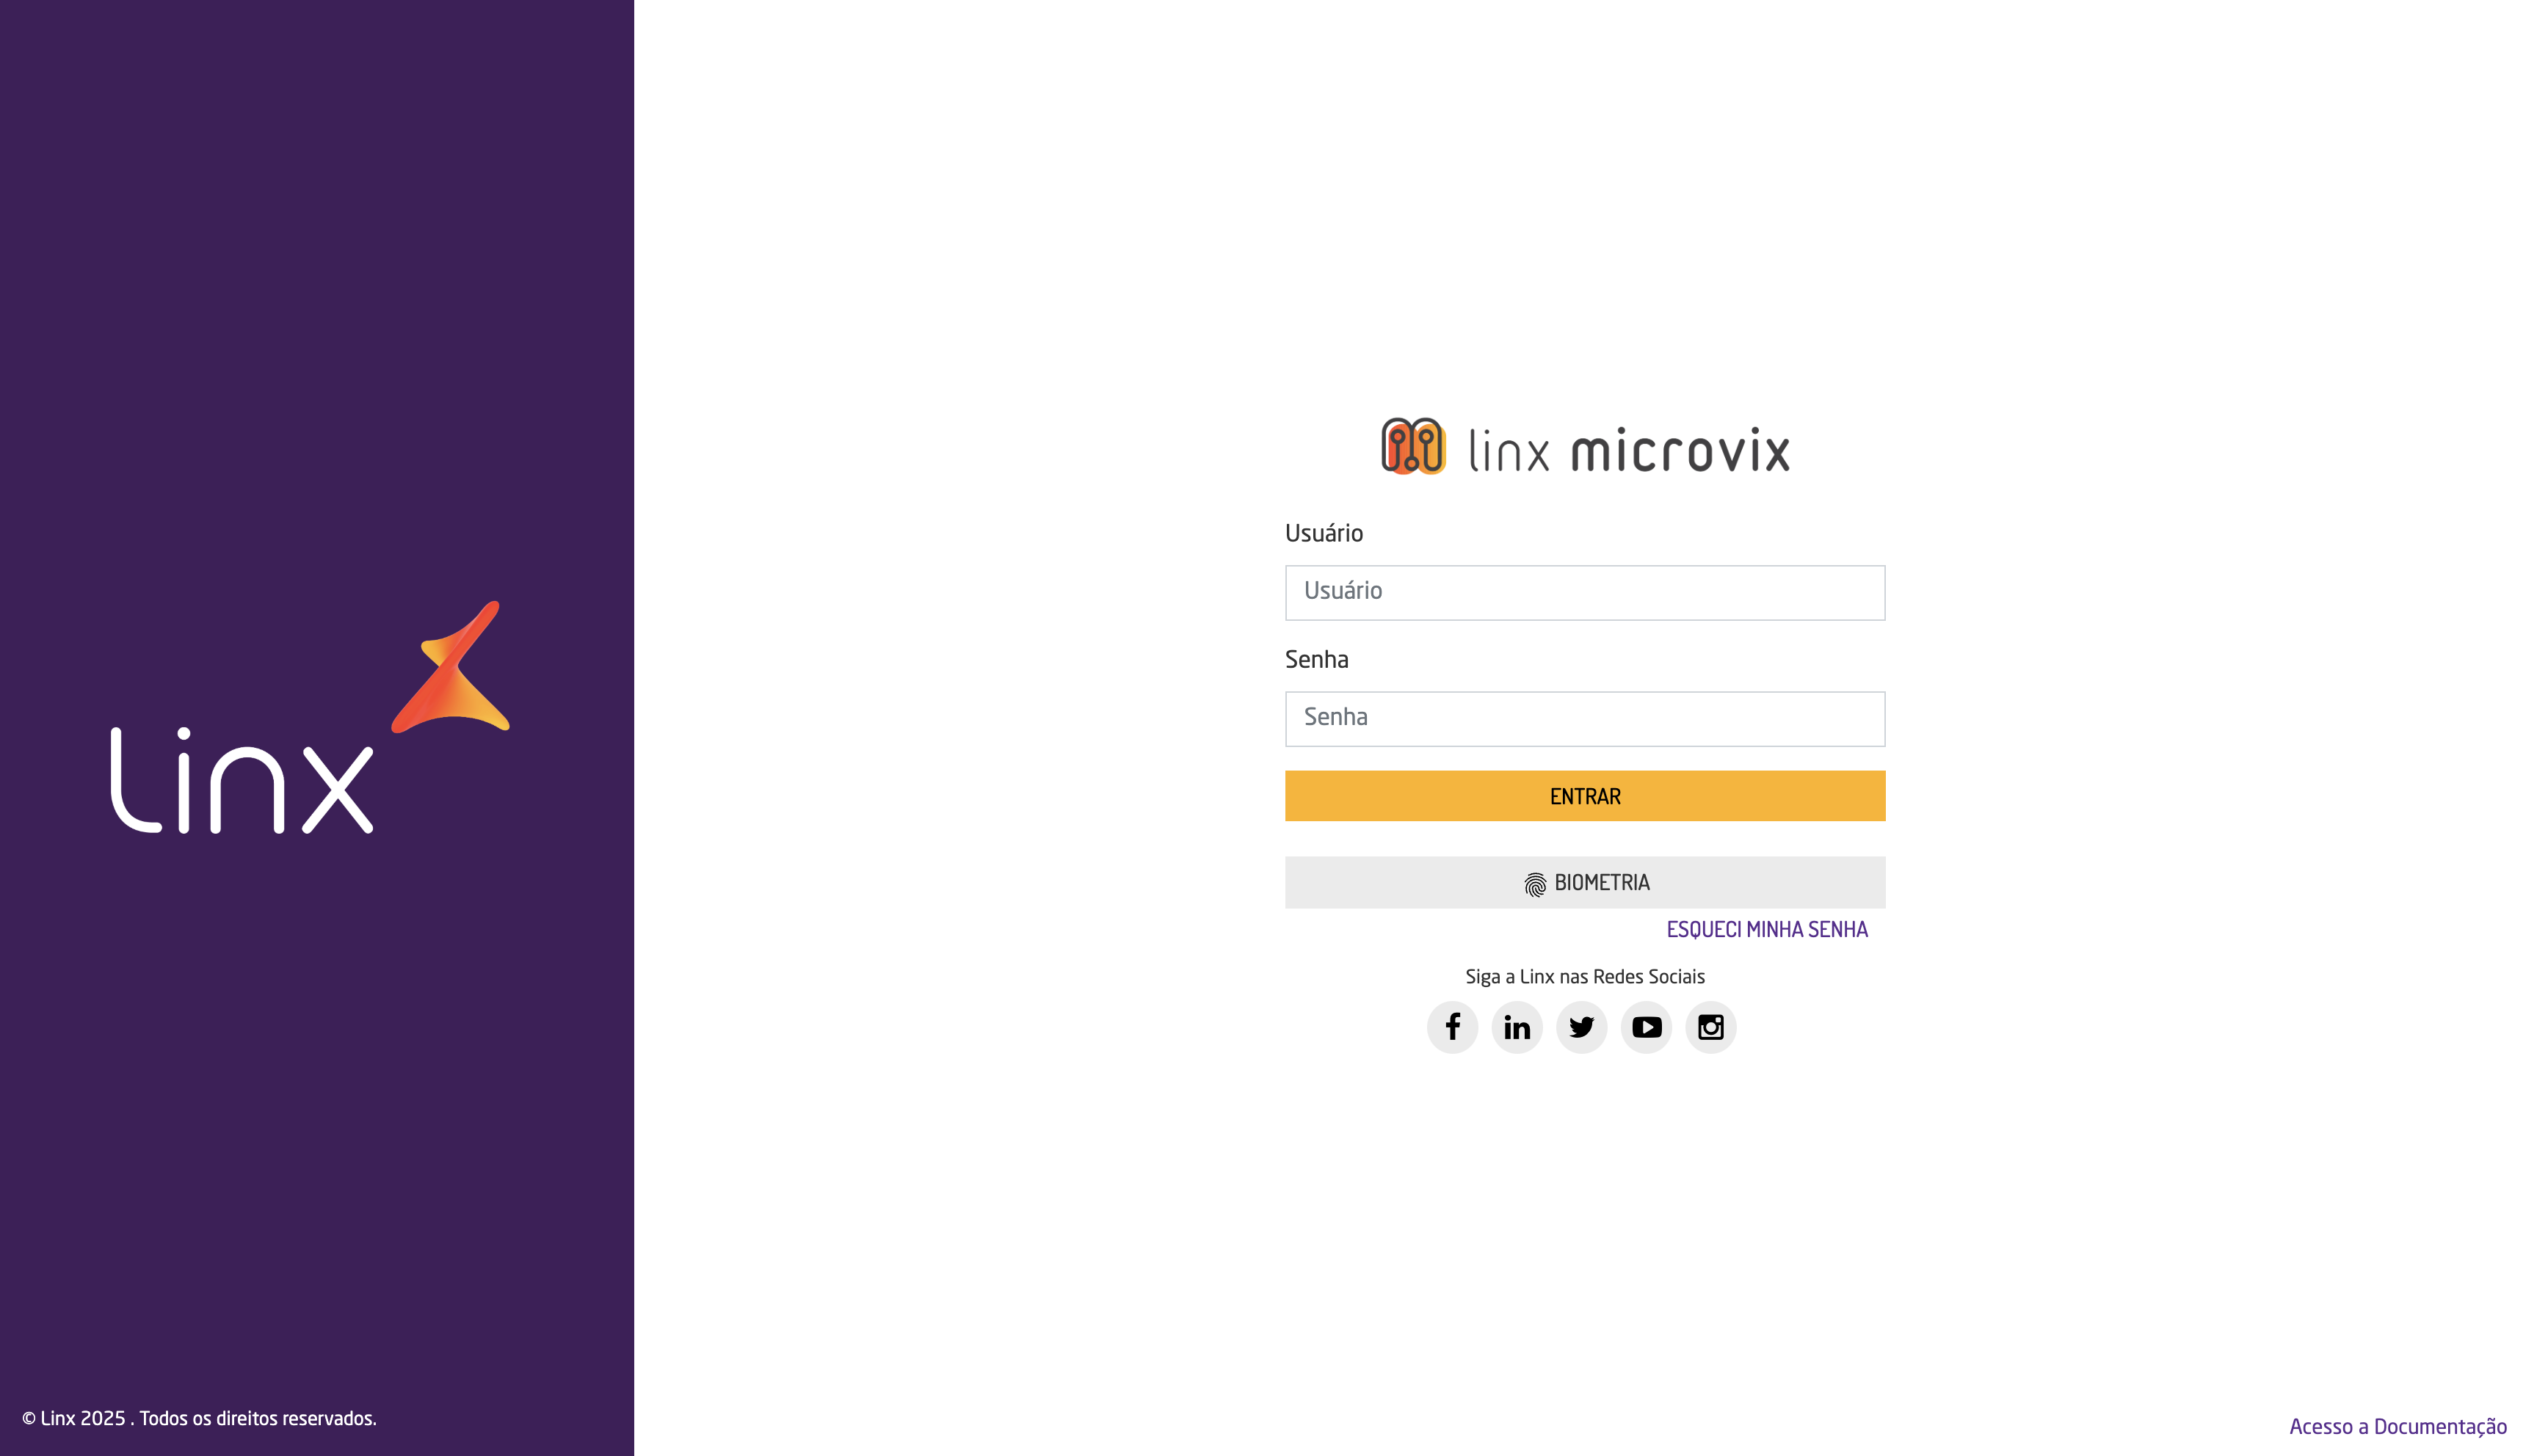 linx
© Linx 2025 . Todos os direitos reservados.
linx microvix
Usuário
Usuário
Senha
Senha
ENTRAR
BIOMETRIA
ESQUECI MINHA SENHA
Siga a Linx nas Redes Sociais
Acesso a Documentação